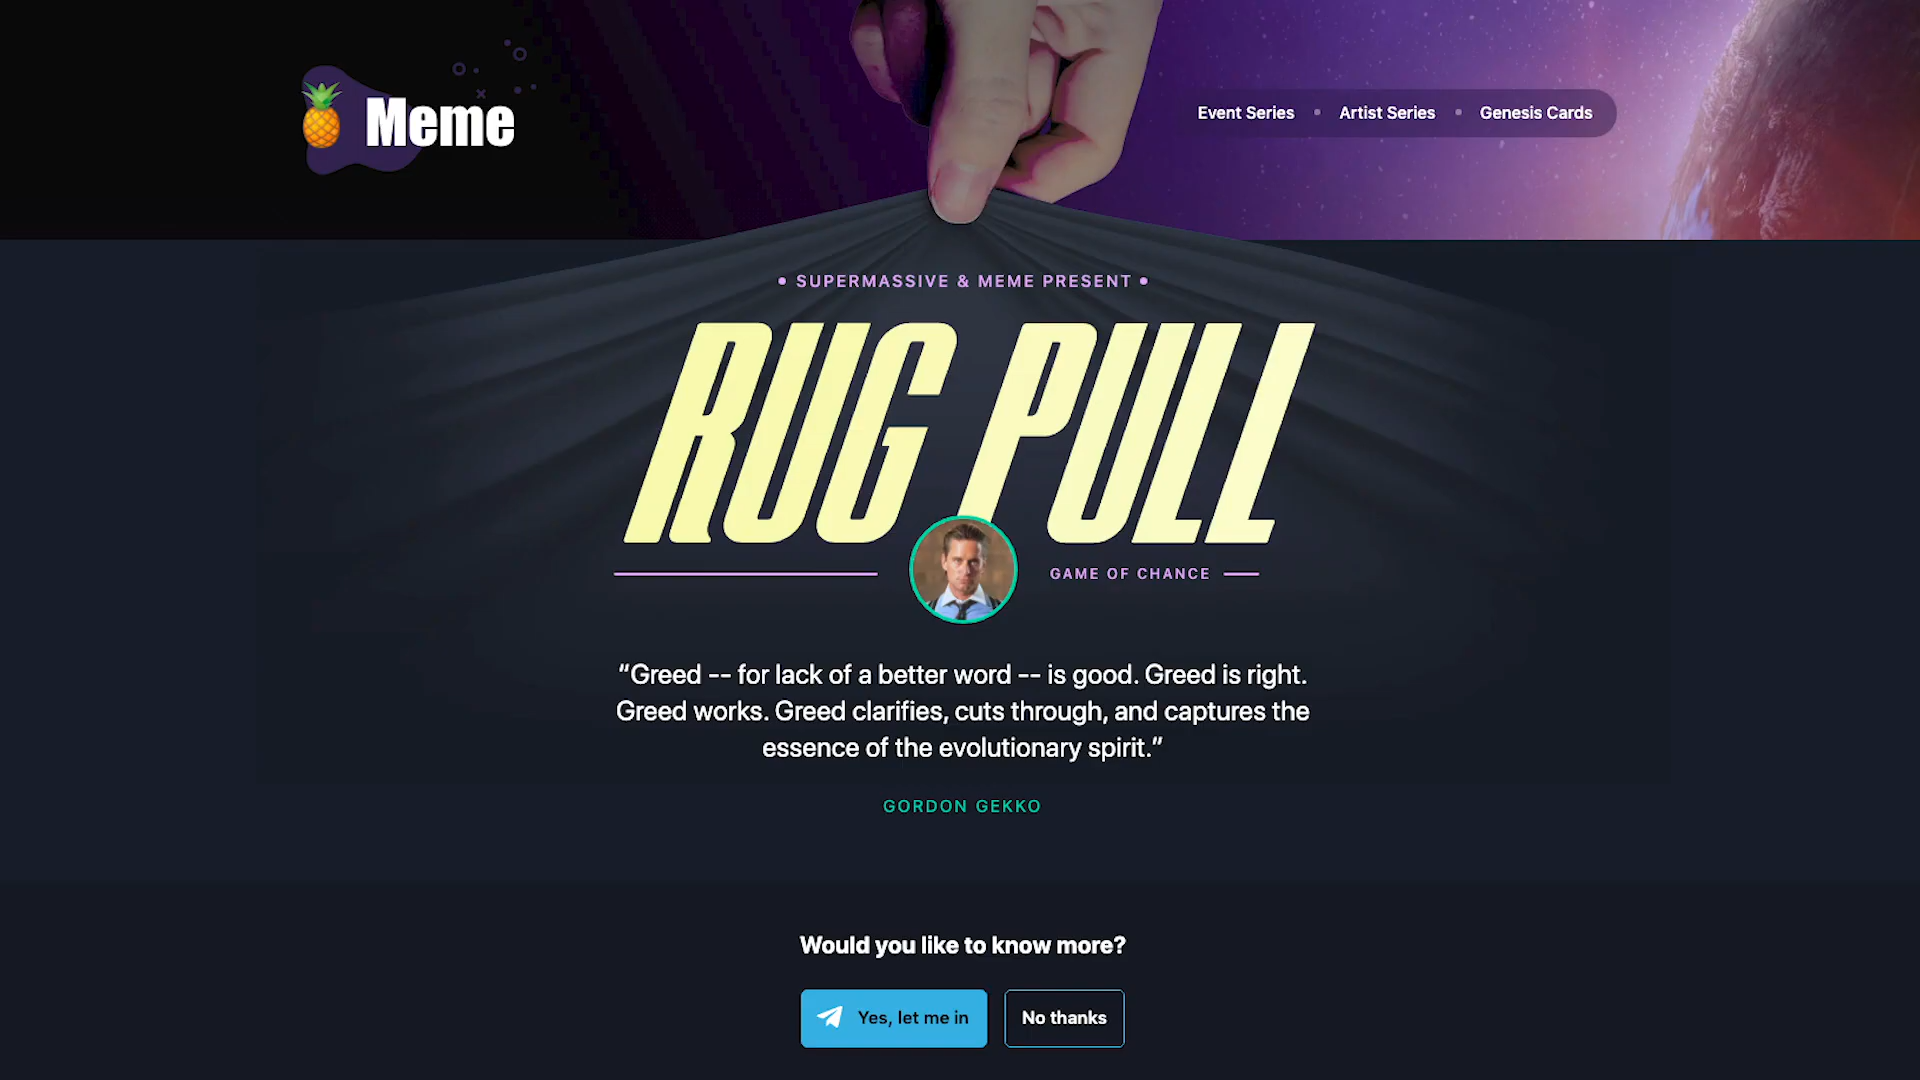 Meme
Event Series • Artist Series • Genesis Cards
• SUPERMASSIVE & MEME PRESENT •
RUG PULL
GAME OF CHANCE
“Greed -- for lack of a better word -- is good. Greed is right.
Greed works. Greed clarifies, cuts through, and captures the
essence of the evolutionary spirit.”
GORDON GEKKO
Would you like to know more?
Yes, let me in
No thanks